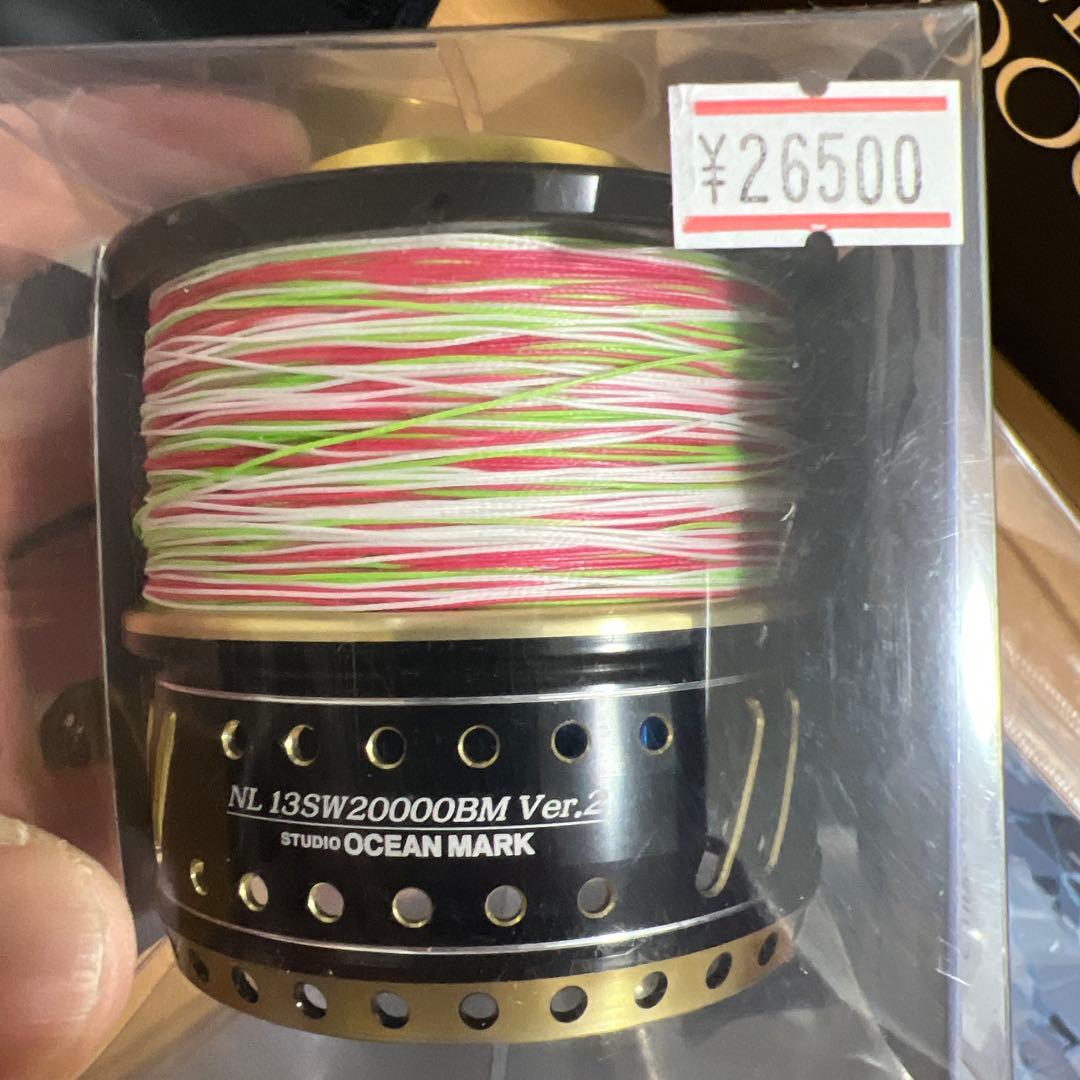 ¥26500
NL 13SW20000BM Ver.2
STUDIO OCEAN MARK